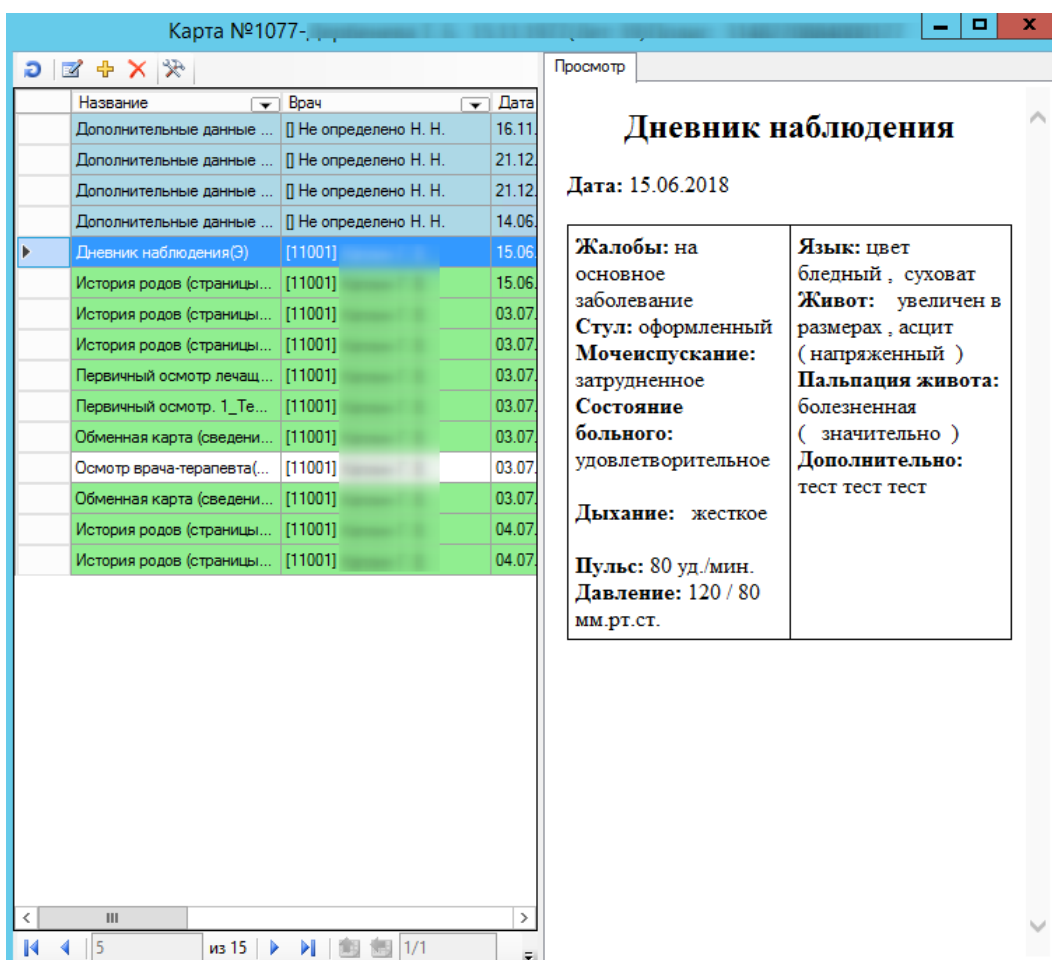 Карта №1077-
Просмотр
Название Врач Дата
Дополнительные данные ... [] Не определено Н. Н. 16.11.
Дополнительные данные ... [] Не определено Н. Н. 21.12.
Дополнительные данные ... [] Не определено Н. Н. 21.12.
Дополнительные данные ... [] Не определено Н. Н. 14.06.
Дневник наблюдения(Э) [11001] 15.06.
История родов (страницы... [11001] 15.06.
История родов (страницы... [11001] 03.07.
История родов (страницы... [11001] 03.07.
Первичный осмотр лечащ... [11001] 03.07.
Первичный осмотр. 1_Те... [11001] 03.07.
Обменная карта (сведени... [11001] 03.07.
Осмотр врача-терапевта(... [11001] 03.07.
Обменная карта (сведени... [11001] 03.07.
История родов (страницы... [11001] 04.07.
История родов (страницы... [11001] 04.07.
5 из 15 1/1
Дневник наблюдения
Дата: 15.06.2018
Жалобы: на
основное
заболевание
Стул: оформленный
Мочеиспускание:
затрудненное
Состояние
больного:
удовлетворительное
Дыхание: жесткое
Пульс: 80 уд./мин.
Давление: 120 / 80
мм.рт.ст.
Язык: цвет
бледный , суховат
Живот: увеличен в
размерах , асцит
( напряженный )
Пальпация живота:
болезненная
( значительно )
Дополнительно:
тест тест тест